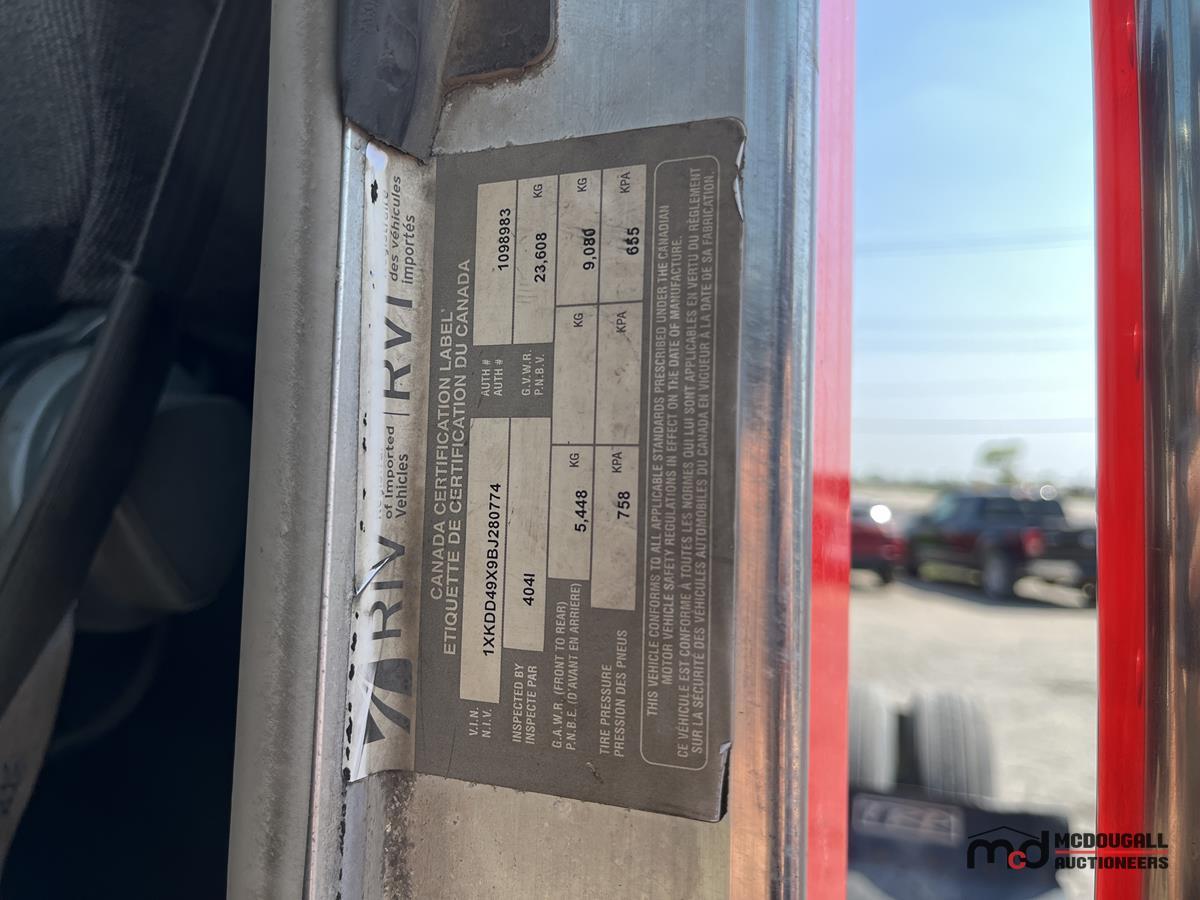 RIV
of Imported
Vehicles
RVI
des véhicules
importés
CANADA CERTIFICATION LABEL
ETIQUETTE DE CERTIFICATION DU CANADA
V.I.N.
N.I.V.
1XKDD49X9BJ280774
AUTH #
AUTH #
1098983
INSPECTED BY
INSPECTE PAR
404I
G.V.W.R.
P.N.B.V.
23,608 KG
G.A.W.R. (FRONT TO REAR)
P.N.B.E. (D'AVANT EN ARRIERE)
5,448 KG
KG
9,080 KG
TIRE PRESSURE
PRESSION DES PNEUS
758 KPA
KPA
655 KPA
THIS VEHICLE CONFORMS TO ALL APPLICABLE STANDARDS PRESCRIBED UNDER THE CANADIAN
MOTOR VEHICLE SAFETY REGULATIONS IN EFFECT ON THE DATE OF MANUFACTURE.
CE VÉHICULE EST CONFORME À TOUTES LES NORMES QUI LUI SONT APPLICABLES EN VERTU DU RÈGLEMENT
SUR LA SÉCURITÉ DES VÉHICULES AUTOMOBILES DU CANADA EN VIGUEUR À LA DATE DE SA FABRICATION.
mcd MCDOUGALL
AUCTIONEERS